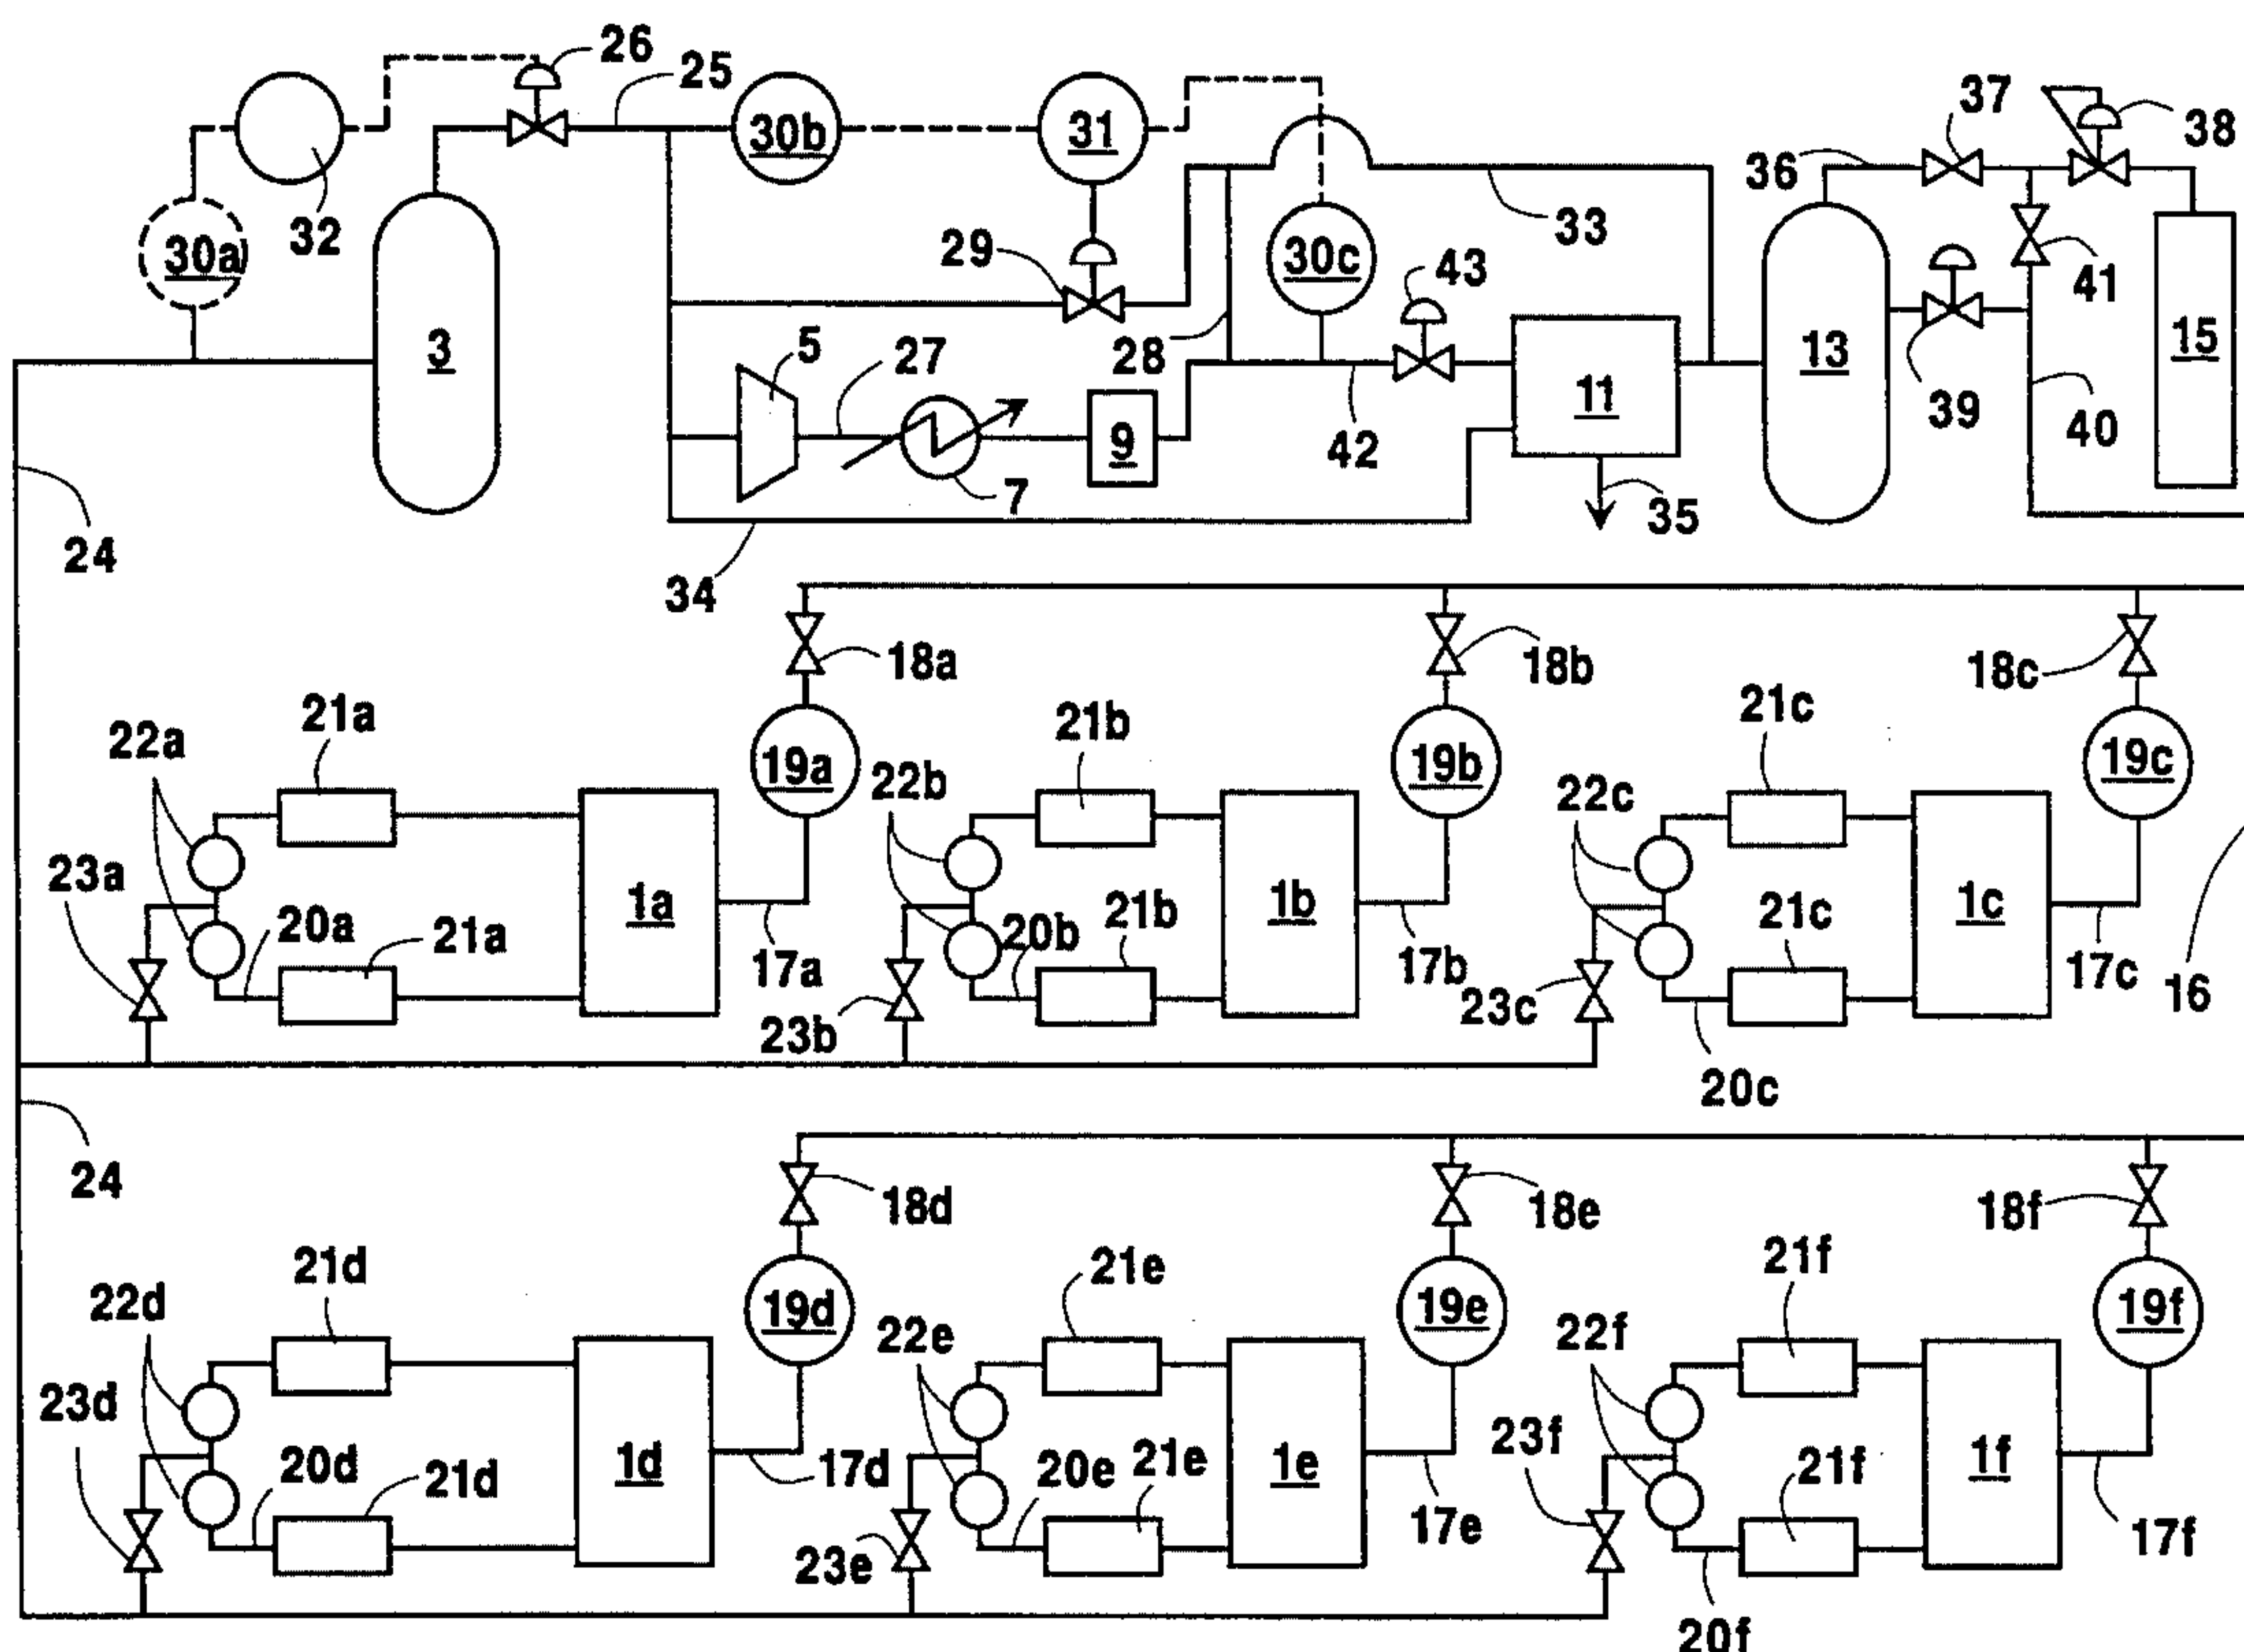 26
25
30b
31
37
38
36
30a
32
29
30c
33
43
41
3
5
27
28
13
15
11
9
42
39
40
7
35
24
34
18a
18b
18c
21a
21b
21c
22a
19a
22b
19b
22c
19c
23a
1a
1b
1c
20a
21a
20b
21b
21c
17a
17b
17c
16
23b
23c
20c
24
18d
18e
18f
21d
21e
21f
22d
19d
22e
19e
22f
19f
23d
1d
1e
1f
20d
21d
17d
20e
21e
23f
21f
23e
17e
17f
20f